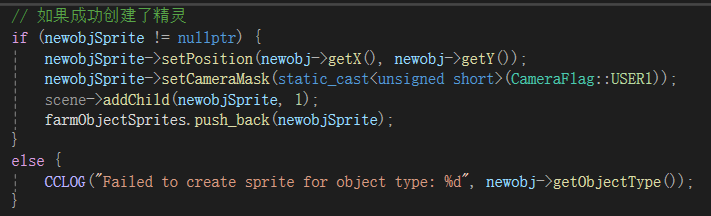 // 如果成功创建了精灵
if (newobjSprite != nullptr) {
newobjSprite->setPosition(newobj->getX(), newobj->getY());
newobjSprite->setCameraMask(static_cast<unsigned short>(CameraFlag::USER1));
scene->addChild(newobjSprite, 1);
farmObjectSprites.push_back(newobjSprite);
}
else {
CCLOG("Failed to create sprite for object type: %d", newobj->getObjectType());
}